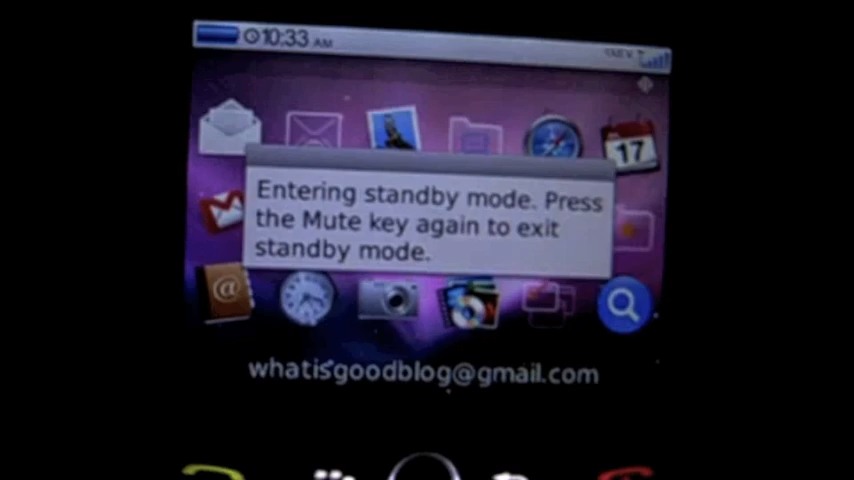 10:33 AM
17
Entering standby mode. Press
the Mute key again to exit
standby mode.
@
whatisgoodblog@gmail.com